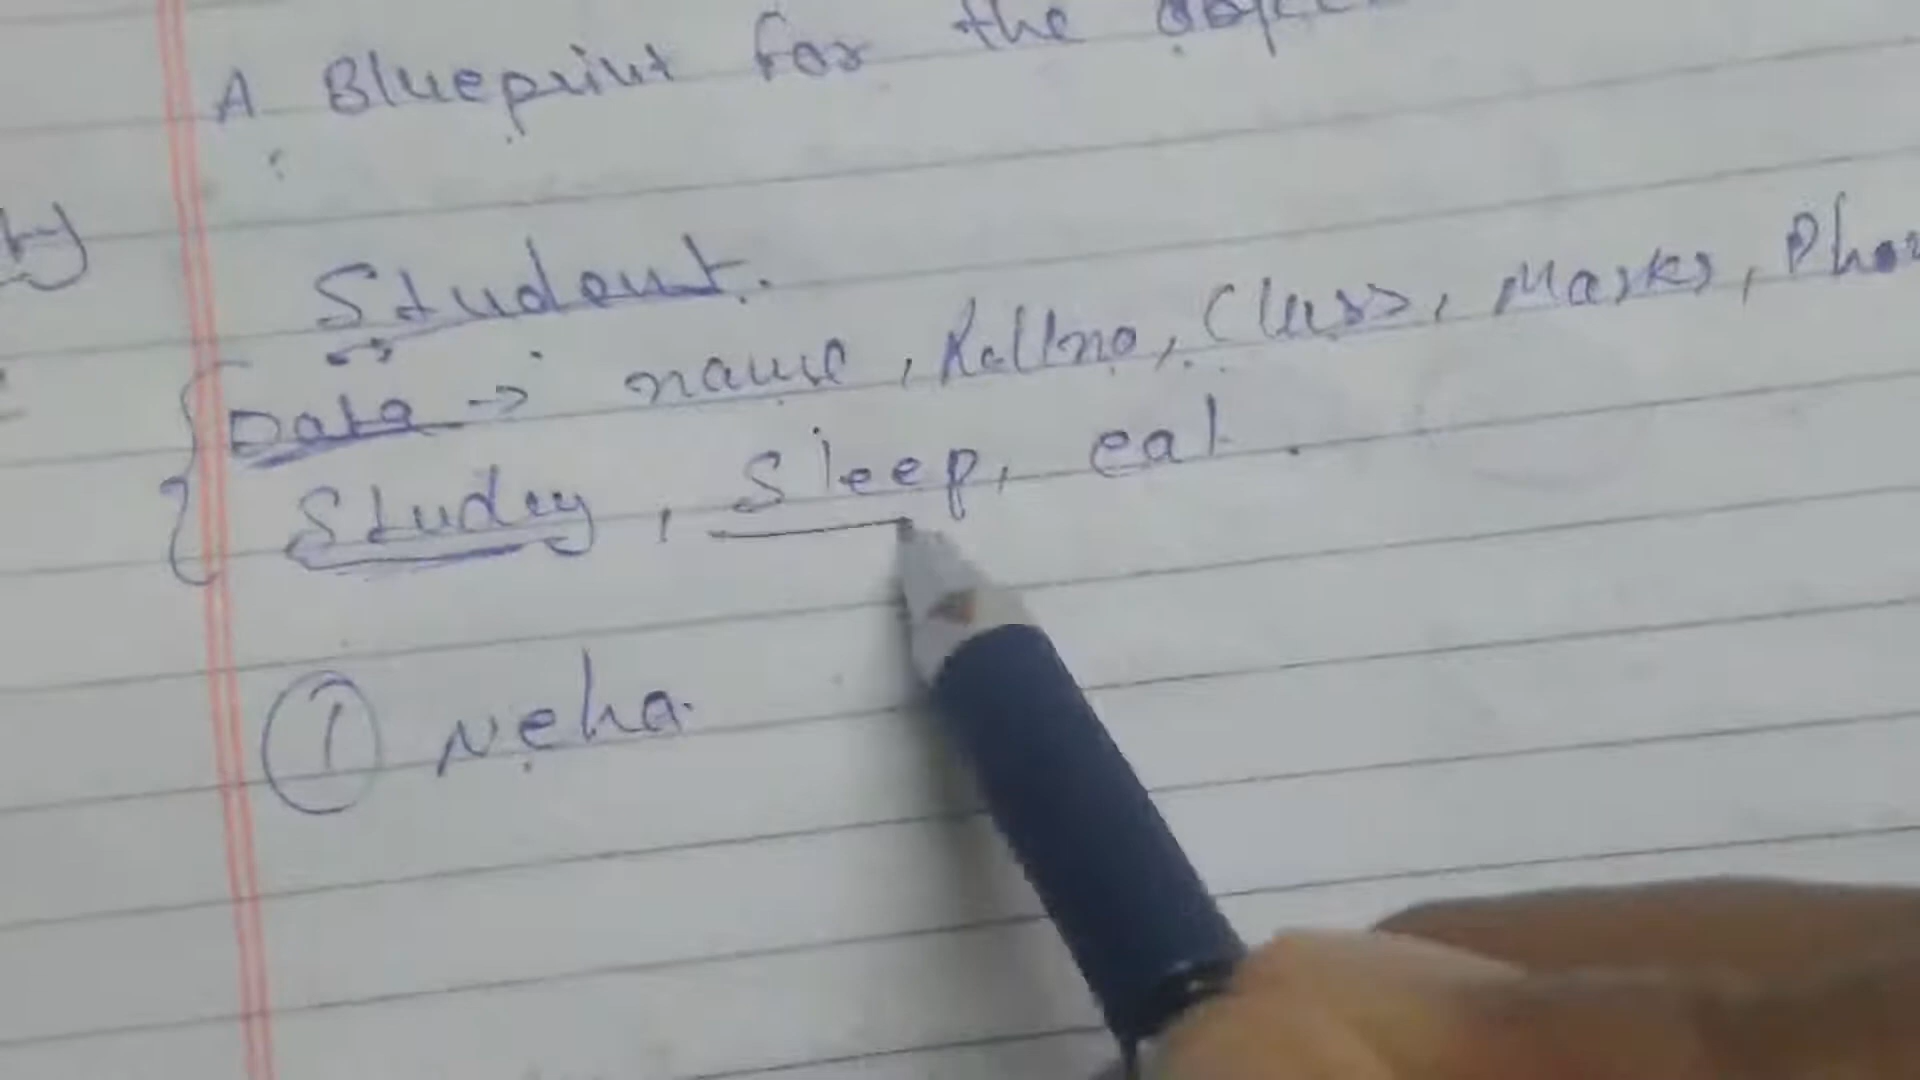 A Blueprint for the
Student.
Data → name, Rollno, Class, Marks,
Study, Sleep, eat.
① Neha.